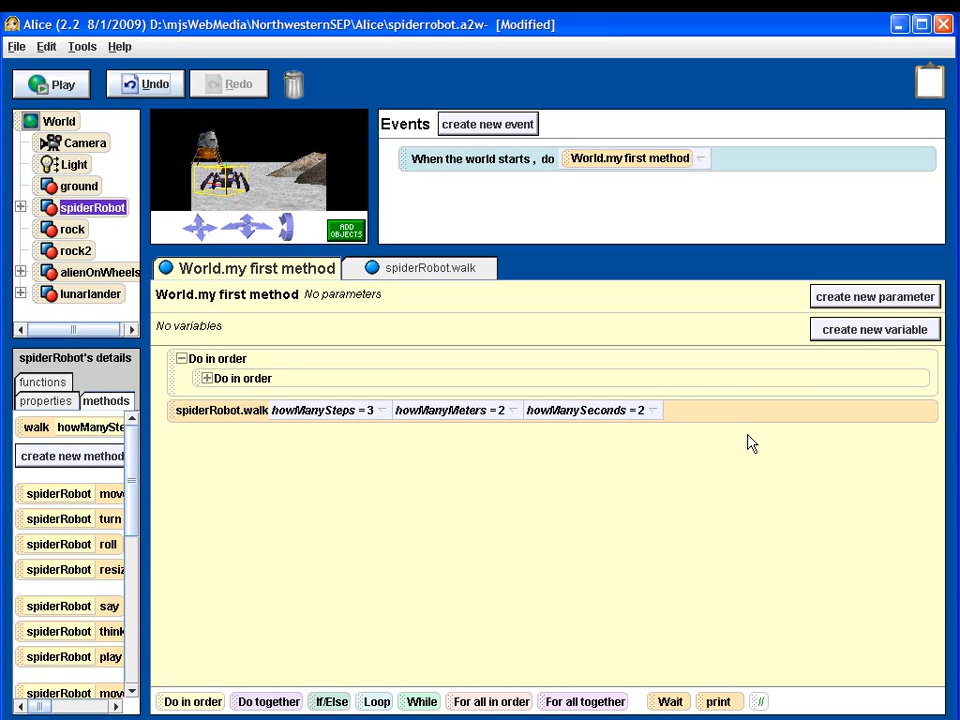 Alice (2.2 8/1/2009) D:\mjsWebMedia\NorthwesternSEP\Alice\spiderrobot.a2w- [Modified]
File Edit Tools Help
Play Undo Redo
World
Camera
Light
ground
spiderRobot
rock
rock2
alienOnWheels
lunarlander
ADD OBJECTS
Events create new event
When the world starts , do World.my first method
World.my first method spiderRobot.walk
World.my first method No parameters create new parameter
No variables create new variable
Do in order
Do in order
spiderRobot.walk howManySteps = 3 howManyMeters = 2 howManySeconds = 2
spiderRobot's details
functions
properties methods
walk howManySte
create new method
spiderRobot mov
spiderRobot turn
spiderRobot roll
spiderRobot resiz
spiderRobot say
spiderRobot think
spiderRobot play
spiderRobot mov
Do in order Do together If/Else Loop While For all in order For all together Wait print //